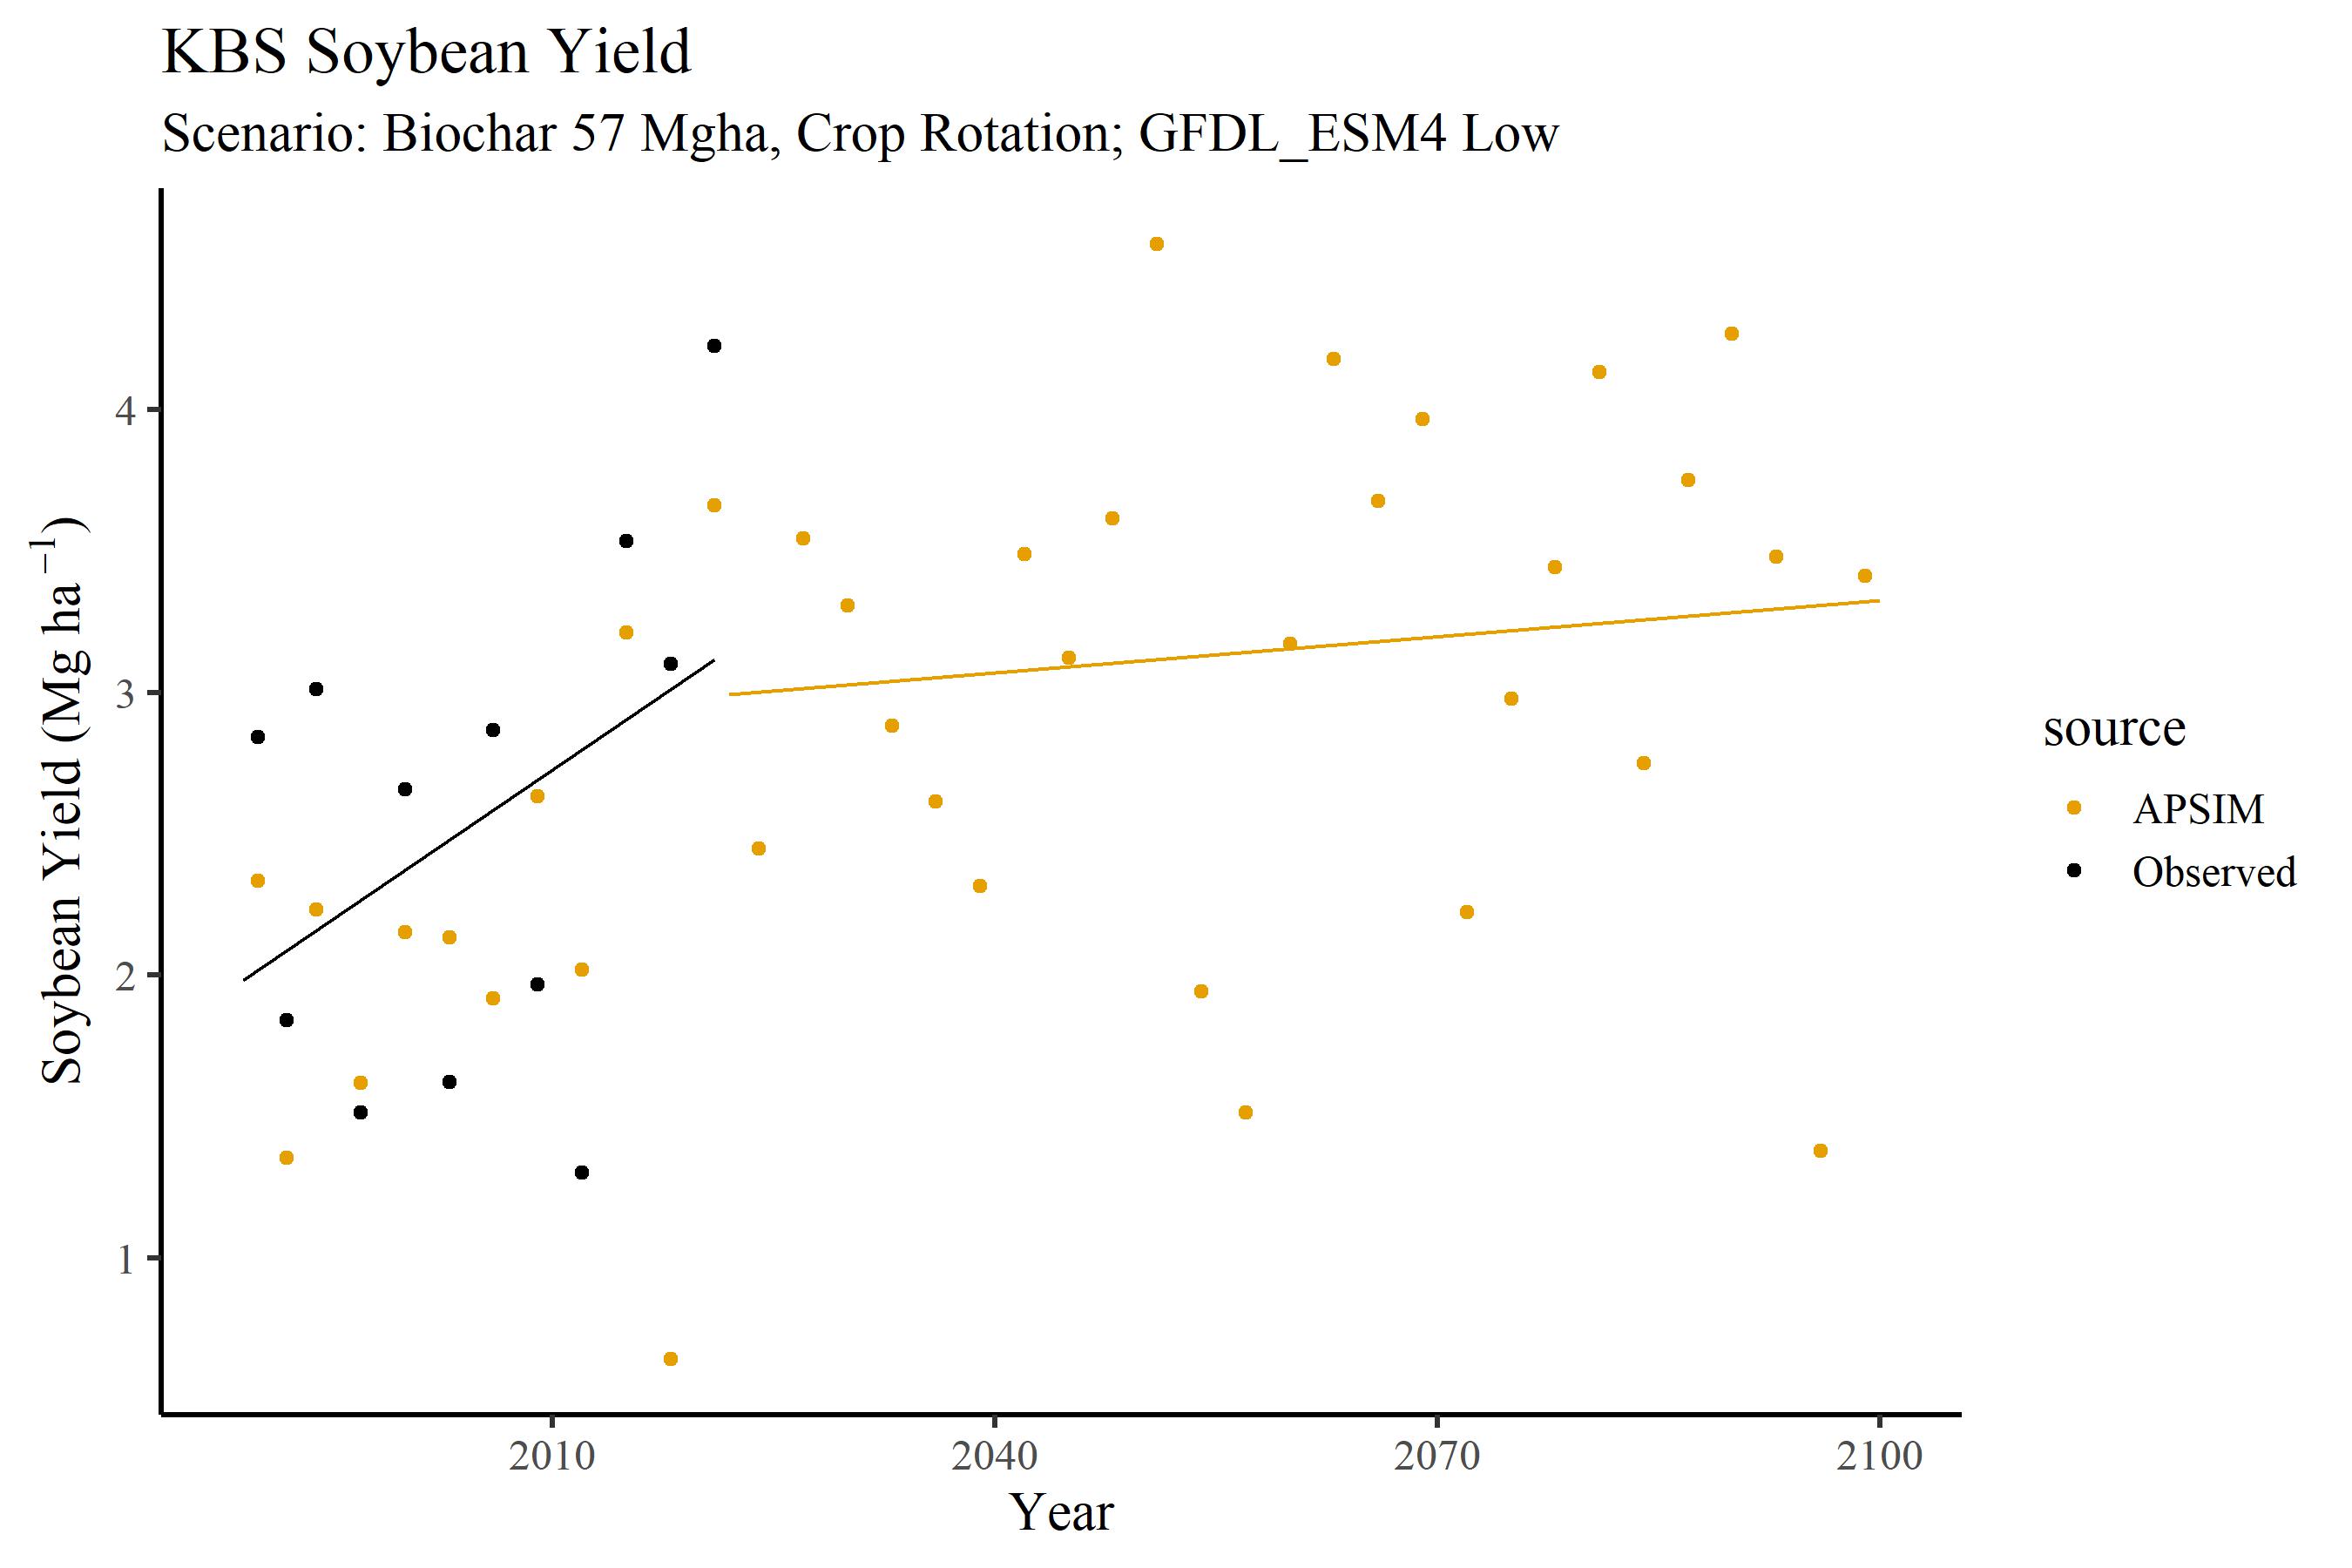 KBS Soybean Yield
Scenario: Biochar 57 Mgha, Crop Rotation; GFDL_ESM4 Low
Soybean Yield (Mg ha⁻¹)
4
3
2
1
2010 2040 2070 2100
Year
source
APSIM
Observed